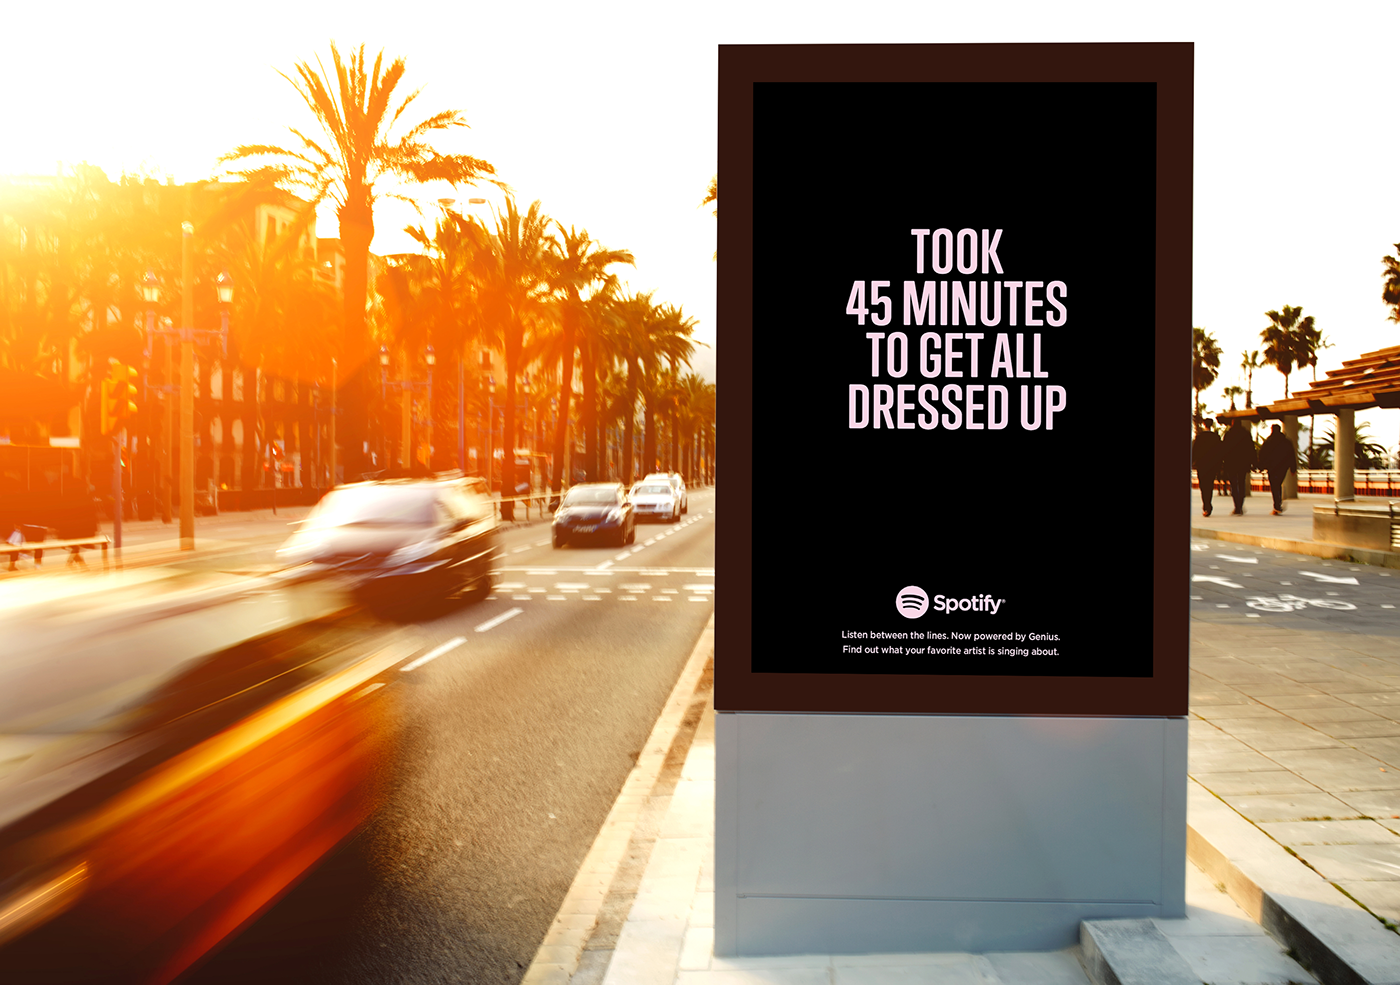 TOOK
45 MINUTES
TO GET ALL
DRESSED UP
Spotify®
Listen between the lines. Now powered by Genius.
Find out what your favorite artist is singing about.